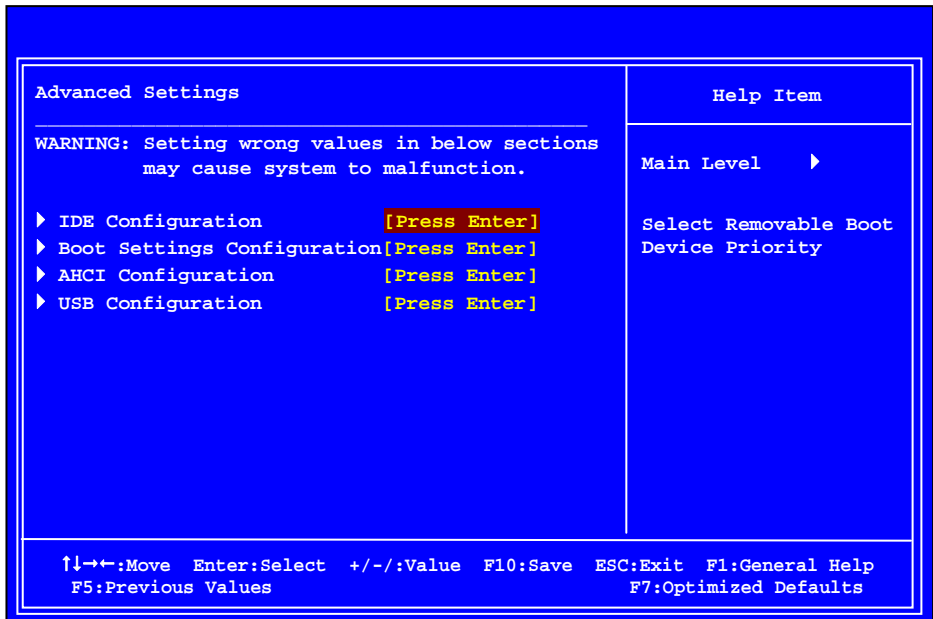 Advanced Settings
WARNING: Setting wrong values in below sections
may cause system to malfunction.
IDE Configuration [Press Enter]
Boot Settings Configuration[Press Enter]
AHCI Configuration [Press Enter]
USB Configuration [Press Enter]
Help Item
Main Level
Select Removable Boot
Device Priority
↑↓→←:Move Enter:Select +/-/:Value F10:Save ESC:Exit F1:General Help
F5:Previous Values F7:Optimized Defaults